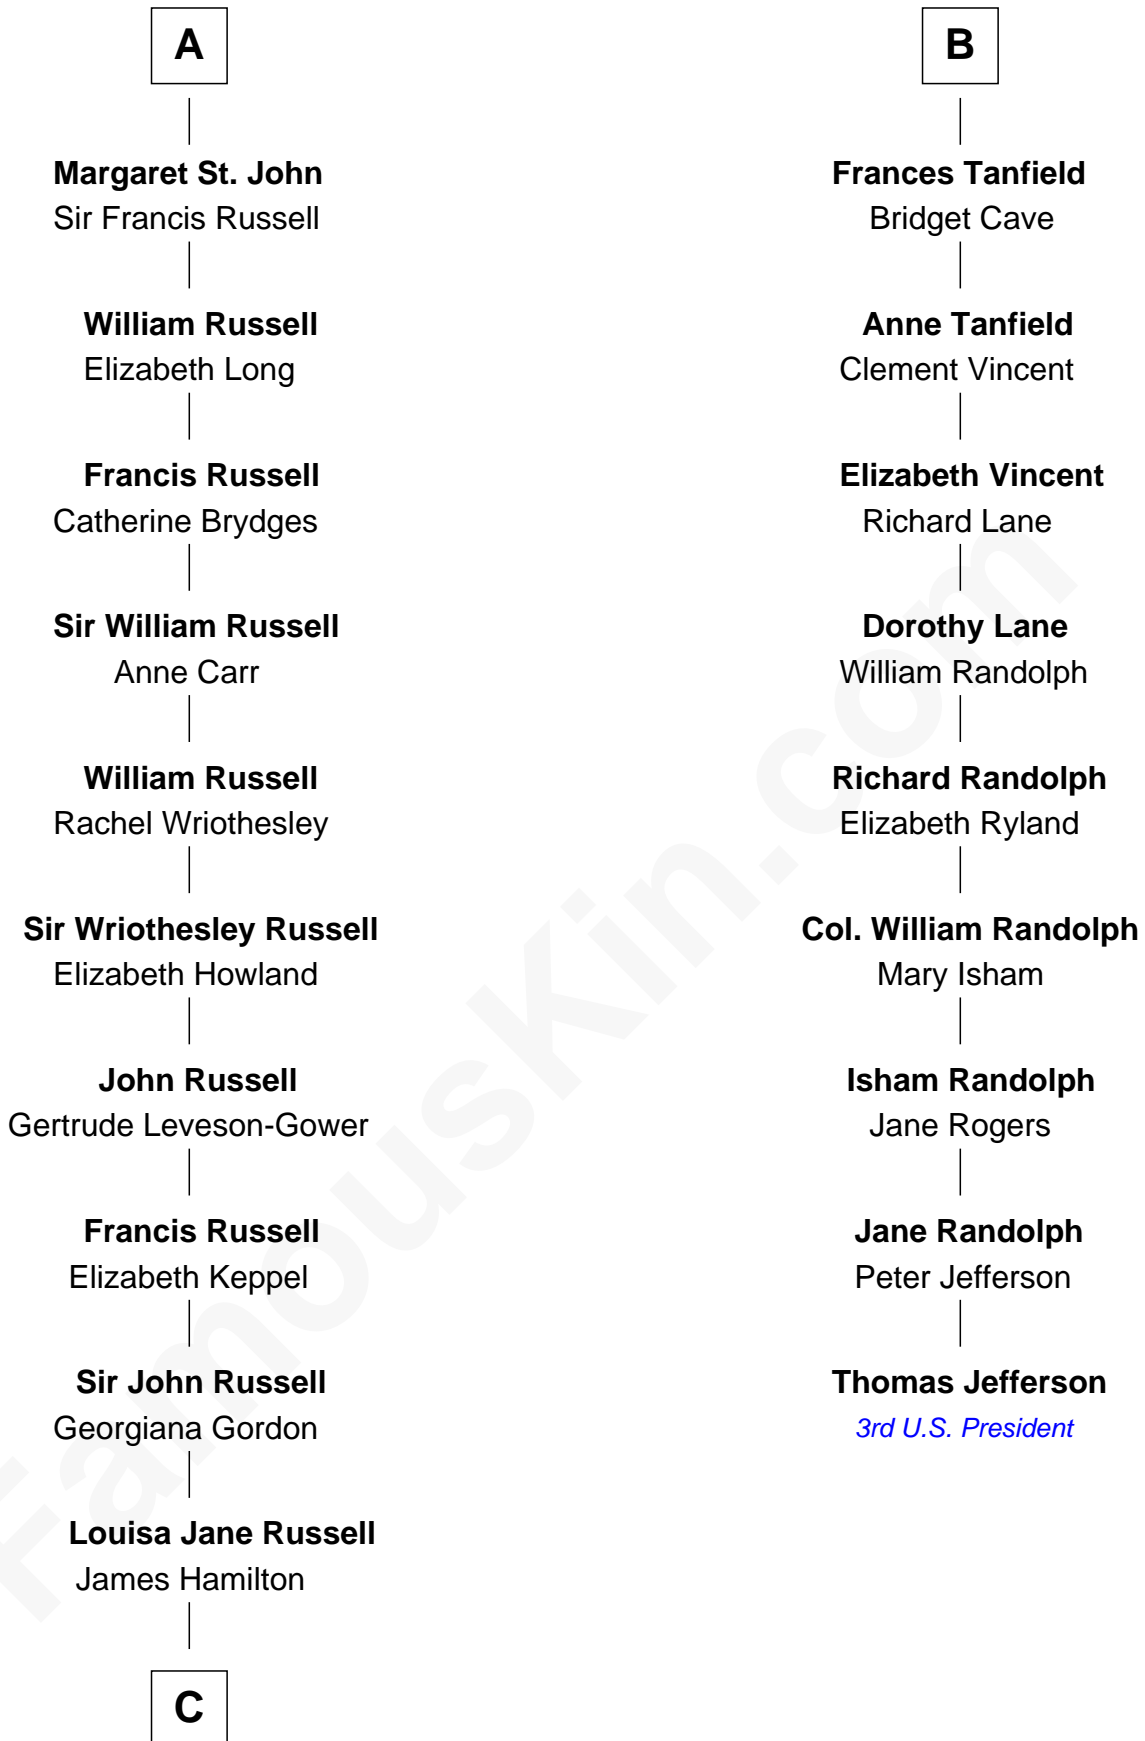 A
Margaret St. John
Sir Francis Russell
William Russell
Elizabeth Long
Francis Russell
Catherine Brydges
Sir William Russell
Anne Carr
William Russell
Rachel Wriothesley
Sir Wriothesley Russell
Elizabeth Howland
John Russell
Gertrude Leveson-Gower
Francis Russell
Elizabeth Keppel
Sir John Russell
Georgiana Gordon
Louisa Jane Russell
James Hamilton
C
B
Frances Tanfield
Bridget Cave
Anne Tanfield
Clement Vincent
Elizabeth Vincent
Richard Lane
Dorothy Lane
William Randolph
Richard Randolph
Elizabeth Ryland
Col. William Randolph
Mary Isham
Isham Randolph
Jane Rogers
Jane Randolph
Peter Jefferson
Thomas Jefferson
3rd U.S. President
FamousKin.com